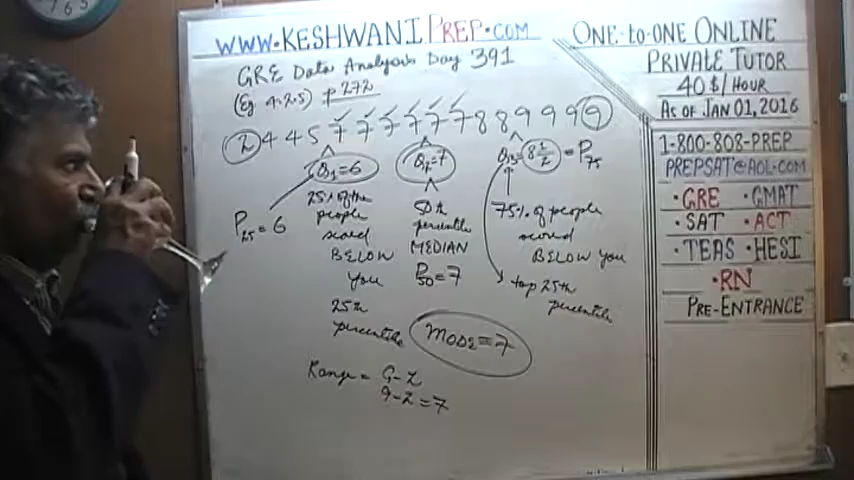 WWW.KESHWANIPREP.COM
GRE Data Analysis Day 391
(Eg 4.2.5) p 272
2 4 4 5 7 7 7 7 7 7 8 8 9 9 9 9
Q1=6
Q2=7
Q3=8 1/2 = P75
P25=6
25% of the
people
scored
BELOW
you
25th
percentile
50th
percentile
MEDIAN
P50=7
75% of people
scored
BELOW you
top 25th
percentile
MODE=7
Range = G-L
9-2=7
ONE-TO-ONE ONLINE
PRIVATE TUTOR
40$/HOUR
AS OF JAN 01, 2016
1-800-808-PREP
PREPSAT@AOL.COM
•GRE •GMAT
•SAT •ACT
•TEAS •HESI
•RN
PRE-ENTRANCE